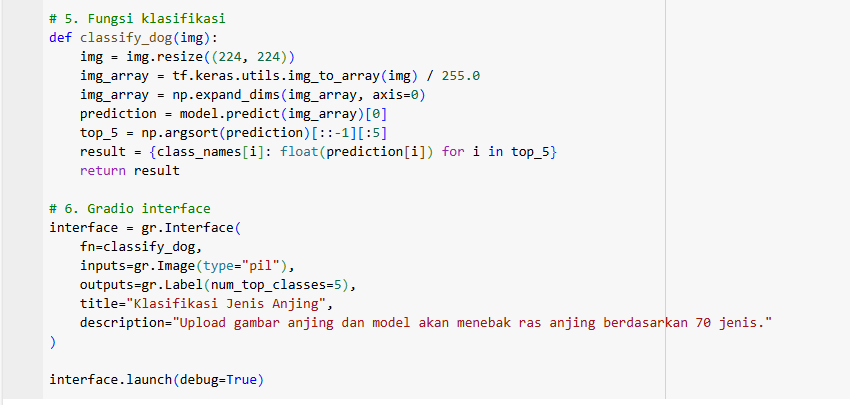 # 5. Fungsi klasifikasi
def classify_dog(img):
    img = img.resize((224, 224))
    img_array = tf.keras.utils.img_to_array(img) / 255.0
    img_array = np.expand_dims(img_array, axis=0)
    prediction = model.predict(img_array)[0]
    top_5 = np.argsort(prediction)[::-1][:5]
    result = {class_names[i]: float(prediction[i]) for i in top_5}
    return result

# 6. Gradio interface
interface = gr.Interface(
    fn=classify_dog,
    inputs=gr.Image(type="pil"),
    outputs=gr.Label(num_top_classes=5),
    title="Klasifikasi Jenis Anjing",
    description="Upload gambar anjing dan model akan menebak ras anjing berdasarkan 70 jenis."
)

interface.launch(debug=True)